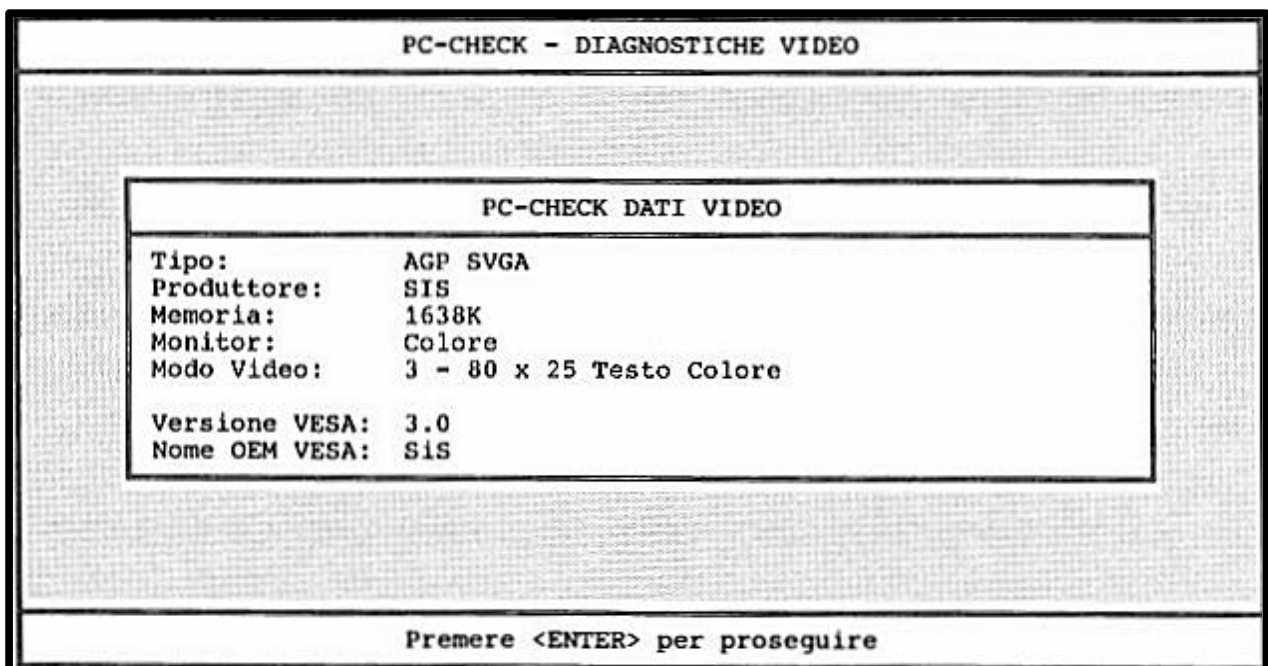 PC-CHECK - DIAGNOSTICHE VIDEO
PC-CHECK DATI VIDEO
Tipo: AGP SVGA
Produttore: SIS
Memoria: 1638K
Monitor: Colore
Modo Video: 3 - 80 x 25 Testo Colore
Versione VESA: 3.0
Nome OEM VESA: SiS
Premere <ENTER> per proseguire